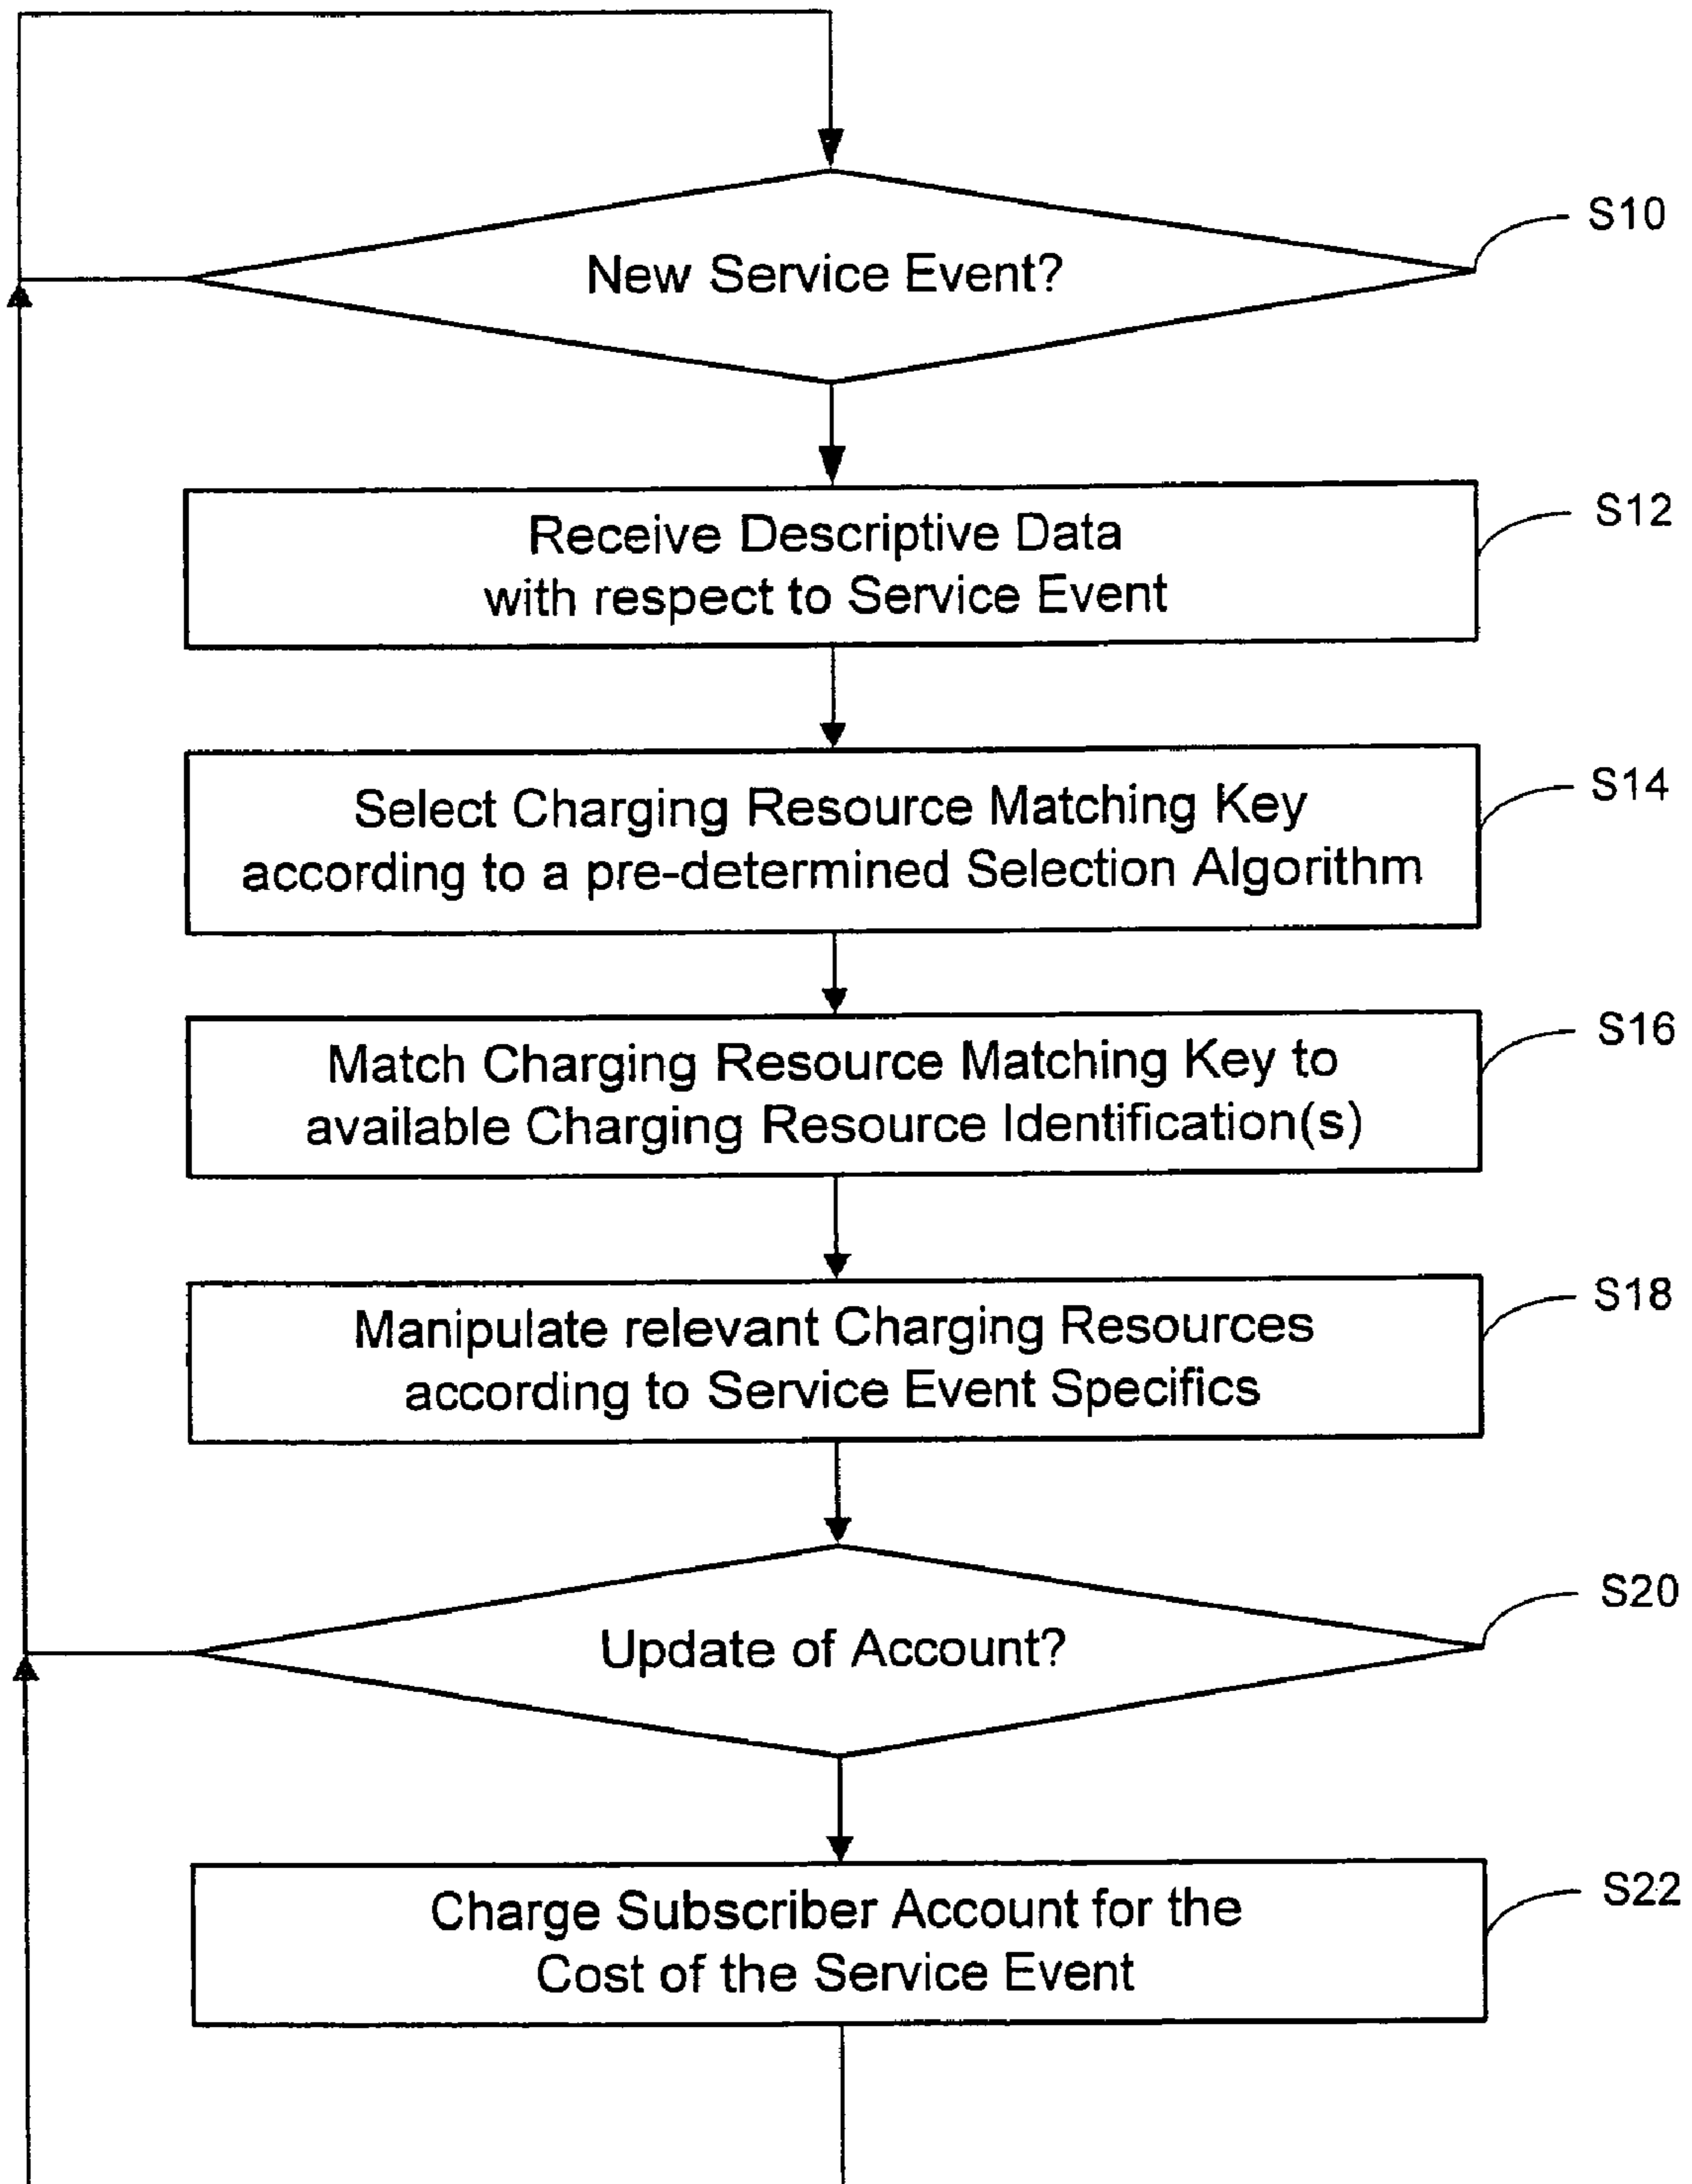 New Service Event?
S10
Receive Descriptive Data
with respect to Service Event
S12
Select Charging Resource Matching Key
according to a pre-determined Selection Algorithm
S14
Match Charging Resource Matching Key to
available Charging Resource Identification(s)
S16
Manipulate relevant Charging Resources
according to Service Event Specifics
S18
Update of Account?
S20
Charge Subscriber Account for the
Cost of the Service Event
S22